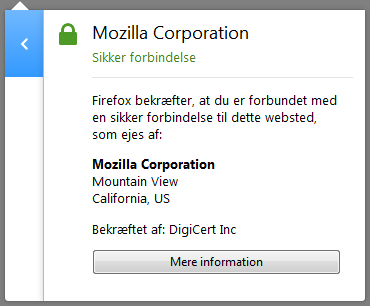 Mozilla Corporation
Sikker forbindelse
Firefox bekræfter, at du er forbundet med
en sikker forbindelse til dette websted,
som ejes af:
Mozilla Corporation
Mountain View
California, US
Bekræftet af: DigiCert Inc
Mere information